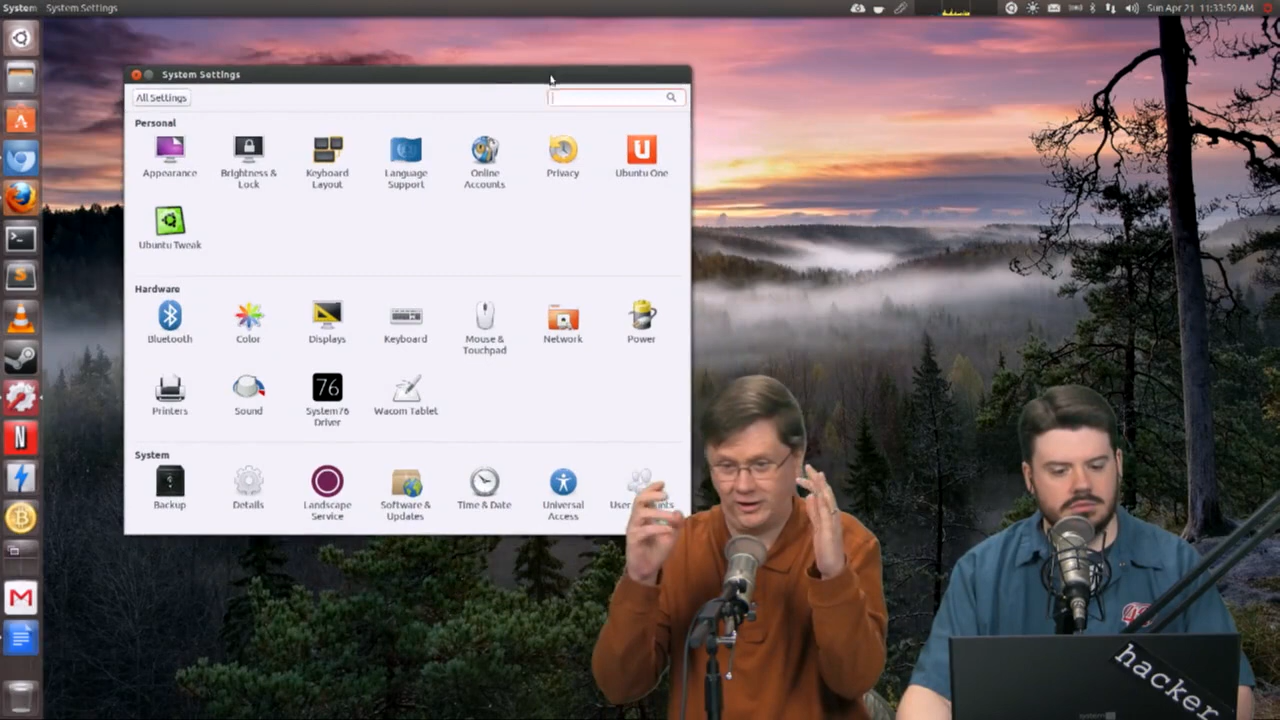 System System Settings
Sun Apr 21 11:33:59 AM
System Settings
All Settings
Personal
Appearance
Brightness & Lock
Keyboard Layout
Language Support
Online Accounts
Privacy
Ubuntu One
Ubuntu Tweak
Hardware
Bluetooth
Color
Displays
Keyboard
Mouse & Touchpad
Network
Power
Printers
Sound
76
System76 Driver
Wacom Tablet
System
Backup
Details
Landscape Service
Software & Updates
Time & Date
Universal Access
hacker